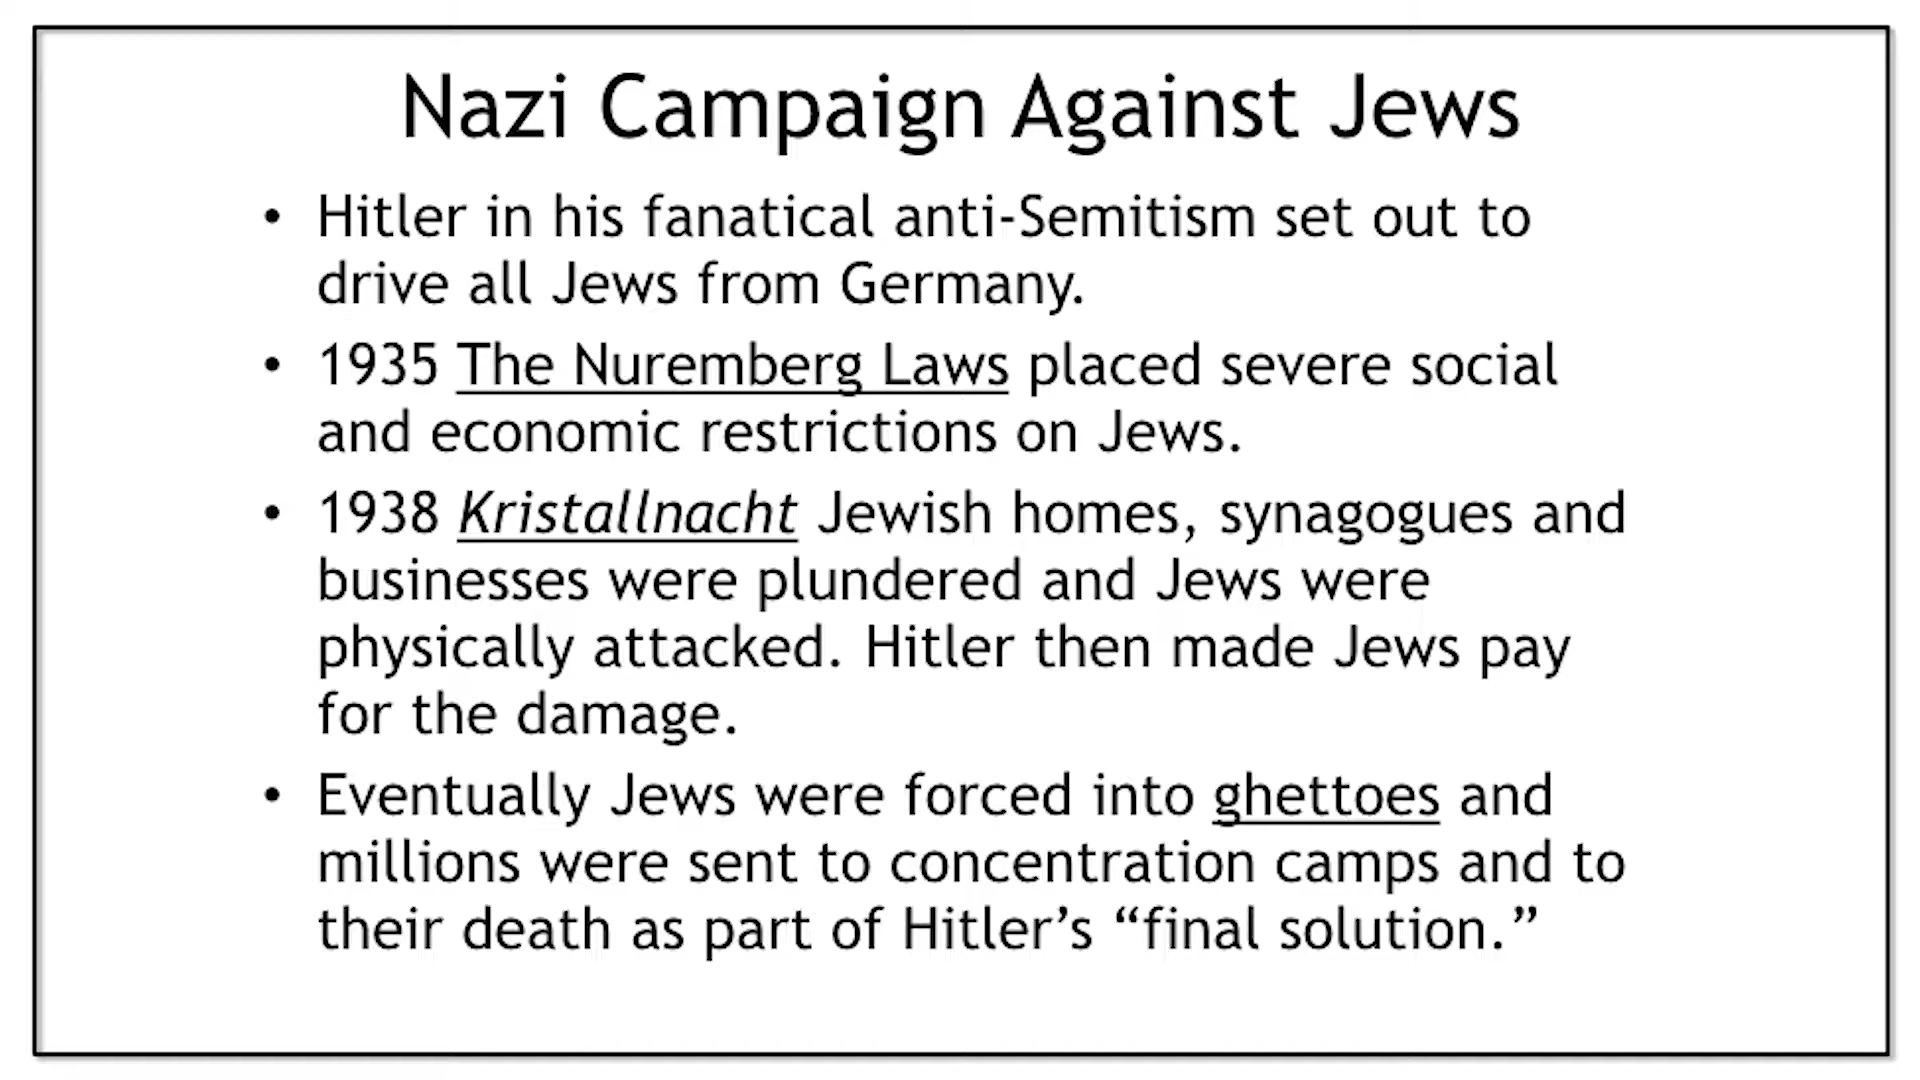 Nazi Campaign Against Jews
• Hitler in his fanatical anti-Semitism set out to
drive all Jews from Germany.
• 1935 The Nuremberg Laws placed severe social
and economic restrictions on Jews.
• 1938 Kristallnacht Jewish homes, synagogues and
businesses were plundered and Jews were
physically attacked. Hitler then made Jews pay
for the damage.
• Eventually Jews were forced into ghettoes and
millions were sent to concentration camps and to
their death as part of Hitler’s “final solution.”